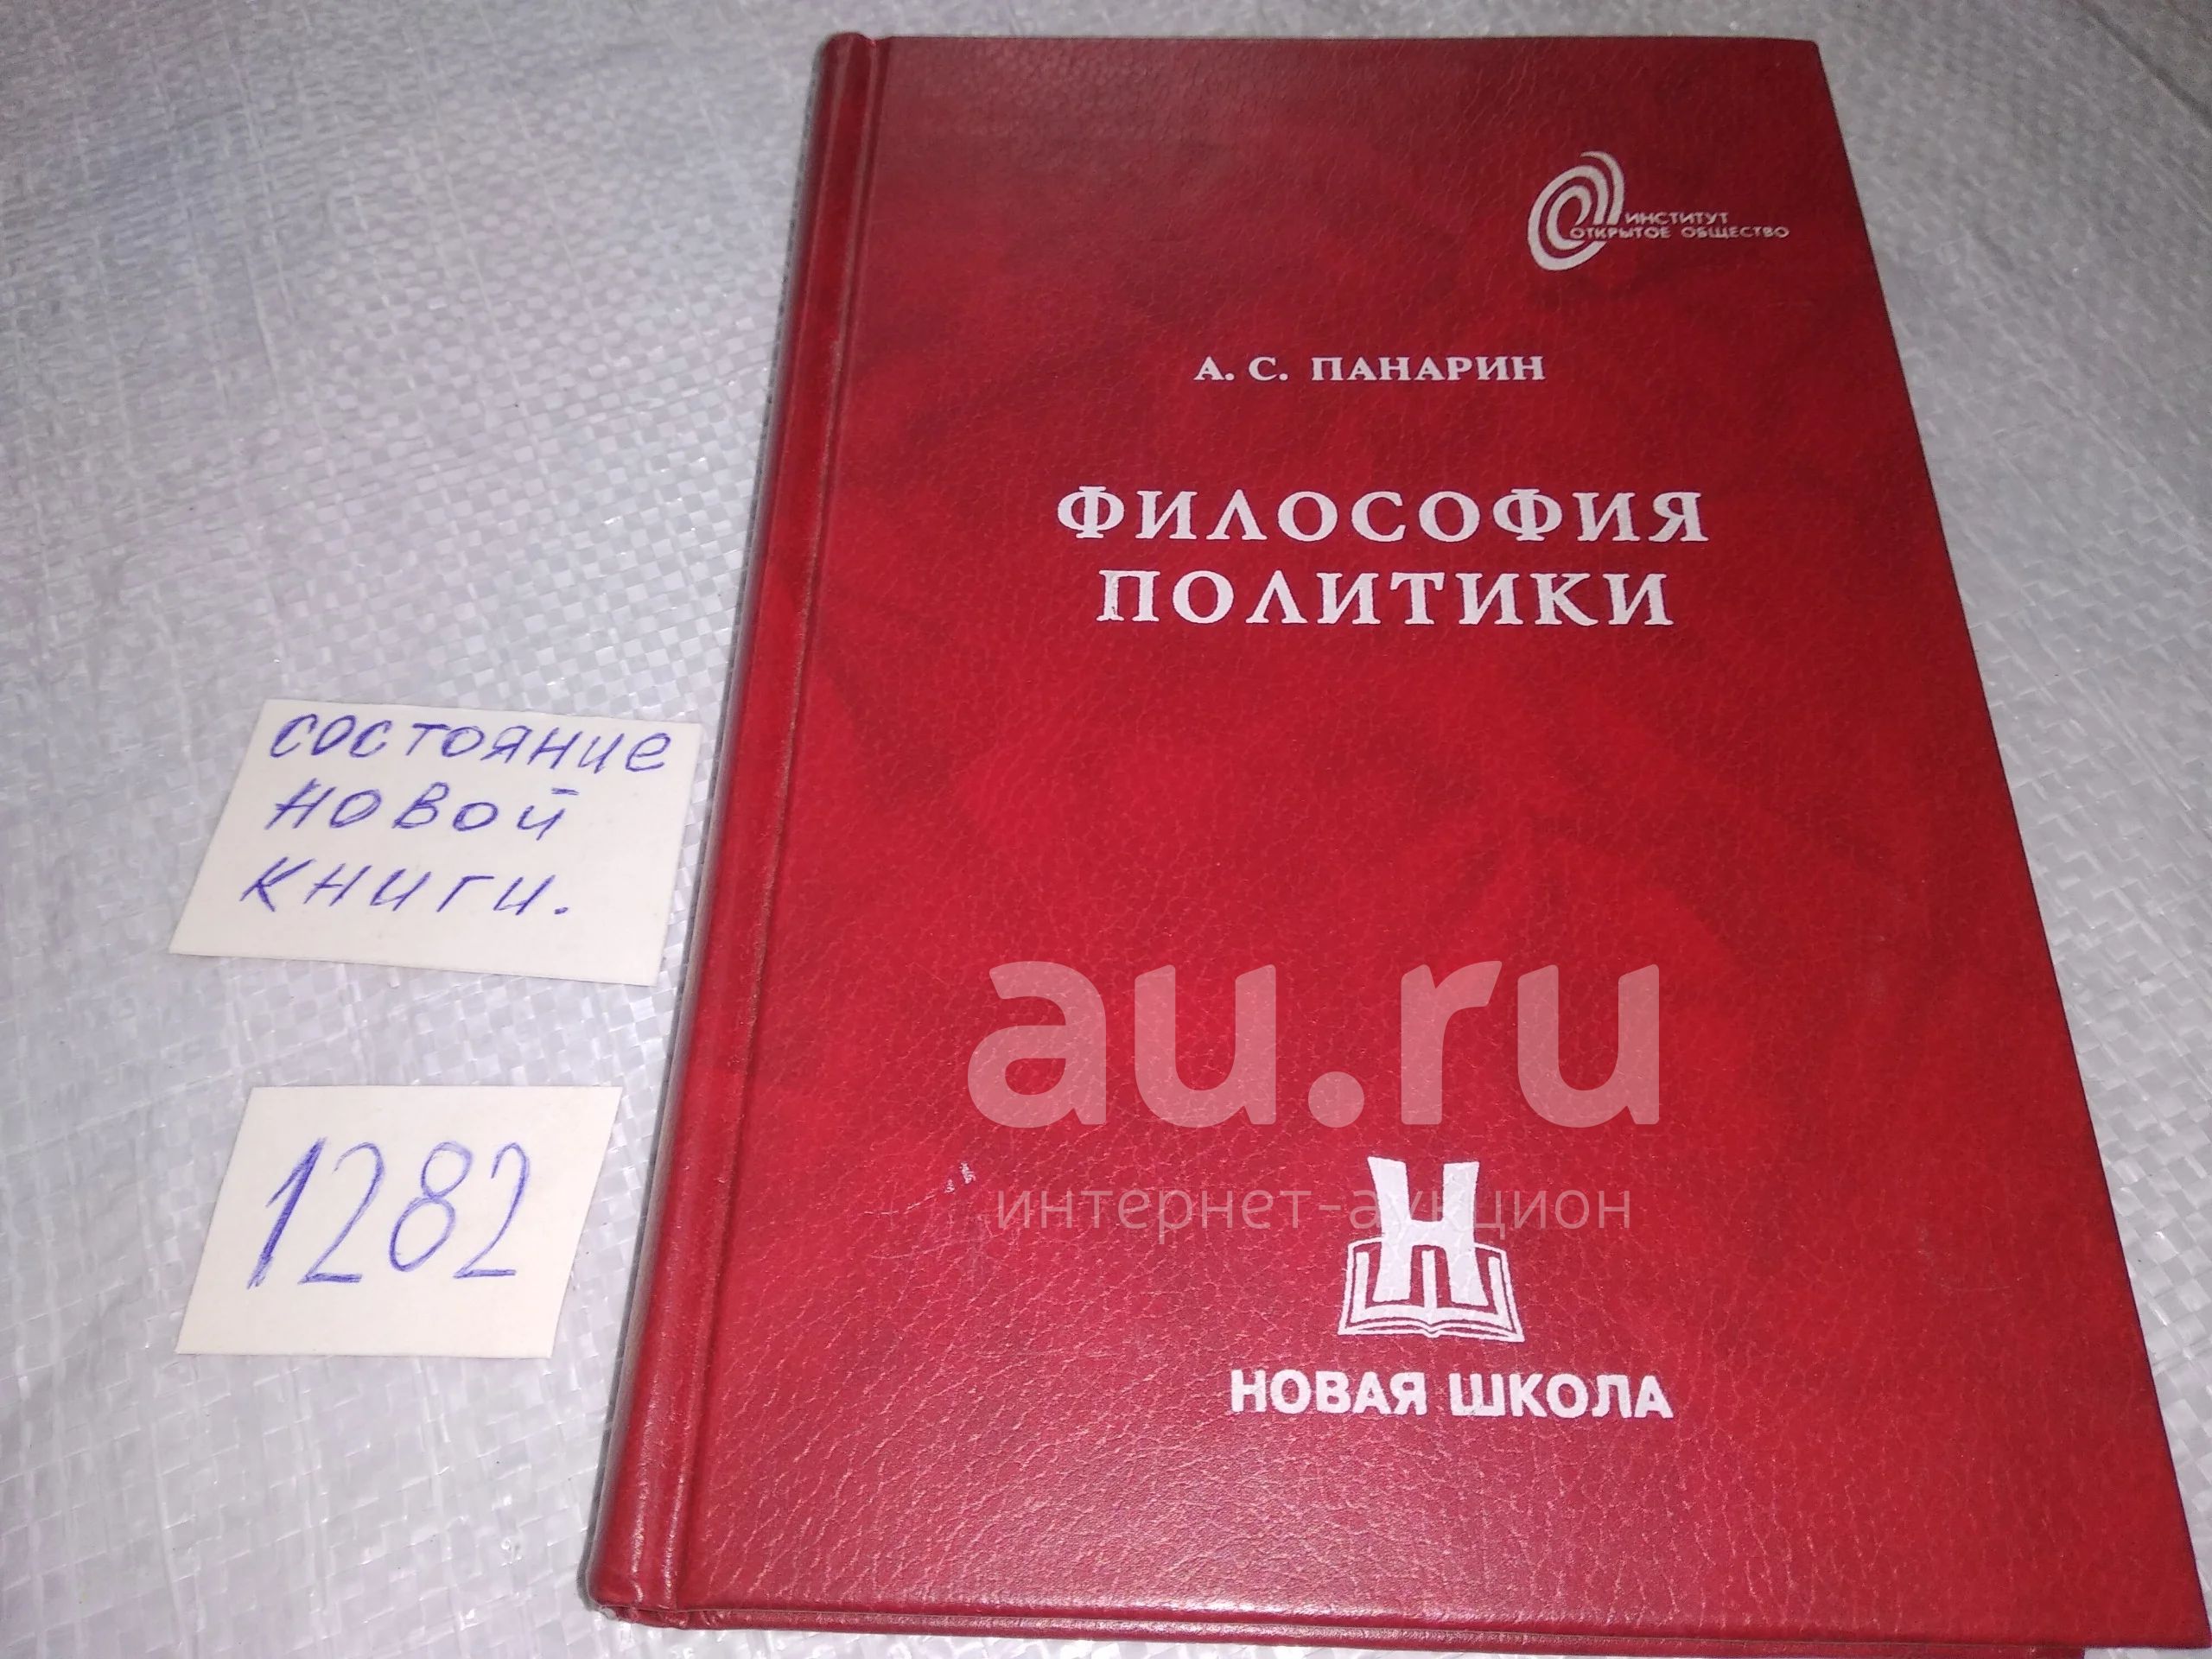 ИНСТИТУТ
ОТКРЫТОЕ ОБЩЕСТВО
А. С. ПАНАРИН
ФИЛОСОФИЯ
ПОЛИТИКИ
состояние
новой
книги.
au.ru
интернет-аукцион
1282
Н
НОВАЯ ШКОЛА